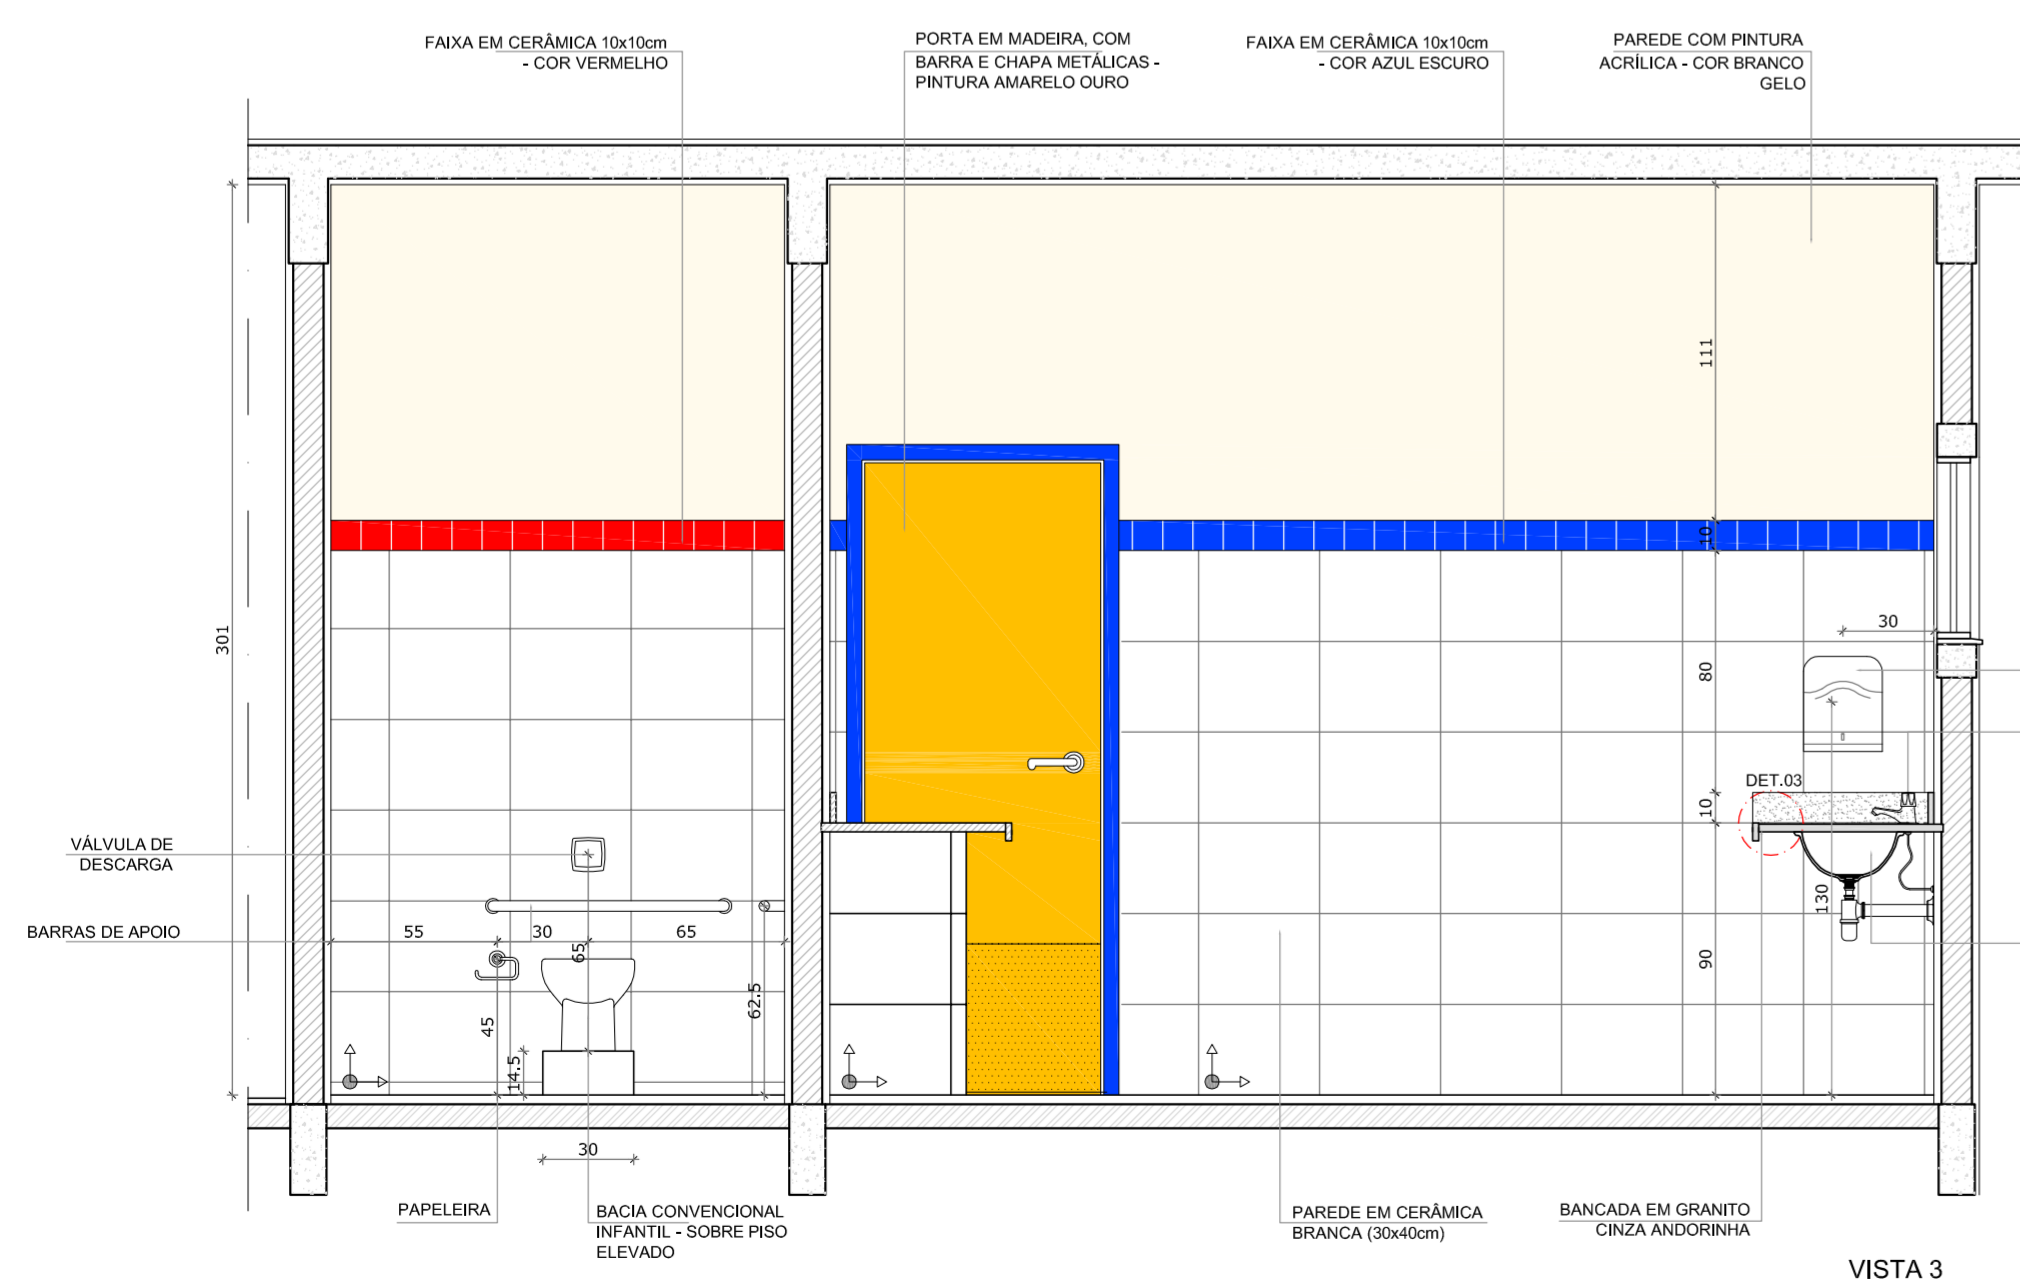 FAIXA EM CERÂMICA 10x10cm
- COR VERMELHO
PORTA EM MADEIRA, COM
BARRA E CHAPA METÁLICAS -
PINTURA AMARELO OURO
FAIXA EM CERÂMICA 10x10cm
- COR AZUL ESCURO
PAREDE COM PINTURA
ACRÍLICA - COR BRANCO
GELO
301
111
10
80
10
90
30
DET.03
130
VÁLVULA DE
DESCARGA
BARRAS DE APOIO
55
30
65
65
45
14.5
62.5
30
PAPELEIRA
BACIA CONVENCIONAL
INFANTIL - SOBRE PISO
ELEVADO
PAREDE EM CERÂMICA
BRANCA (30x40cm)
BANCADA EM GRANITO
CINZA ANDORINHA
VISTA 3